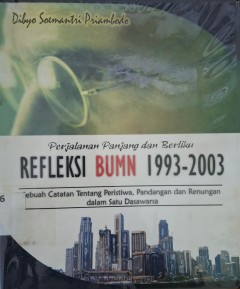 Dibyo Soemantri Priambodo
Perjalanan Panjang dan Berliku
REFLEKSI BUMN 1993-2003
Sebuah Catatan Tentang Peristiwa, Pandangan dan Renungan
dalam Satu Dasawarsa
6